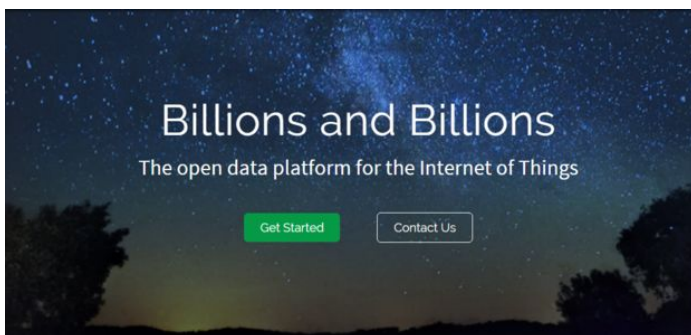 Billions and Billions
The open data platform for the Internet of Things
Get Started
Contact Us